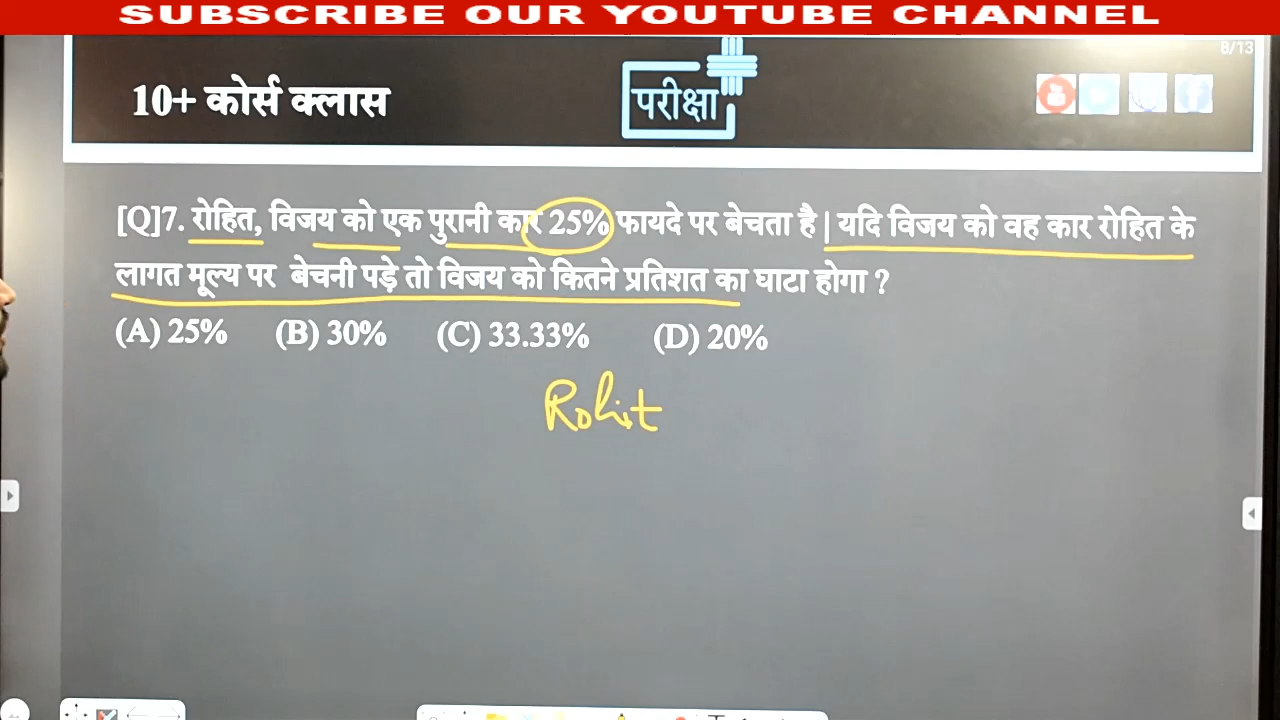 SUBSCRIBE OUR YOUTUBE CHANNEL
8/13
10+ कोर्स क्लास
परीक्षा
[Q]7. रोहित, विजय को एक पुरानी कार 25% फायदे पर बेचता है | यदि विजय को वह कार रोहित के
लागत मूल्य पर बेचनी पड़े तो विजय को कितने प्रतिशत का घाटा होगा ?
(A) 25% (B) 30% (C) 33.33% (D) 20%
Rohit